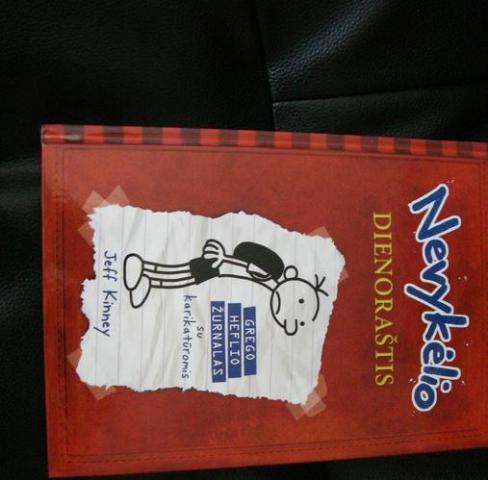 Nevykėlio
DIENORAŠTIS
GREGO
HEFLIO
ŽURNALAS
su
karikatūromis
Jeff Kinney